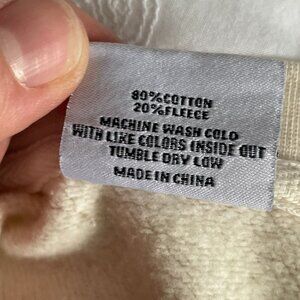 80%COTTON
20%FLEECE
MACHINE WASH COLD
WITH LIKE COLORS INSIDE OUT
TUMBLE DRY LOW
MADE IN CHINA